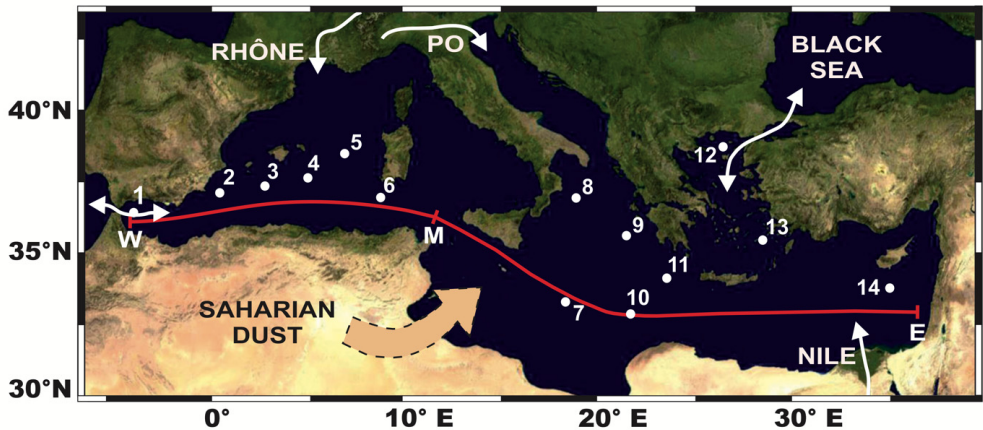 RHÔNE
PO
BLACK
SEA
40°N
5
12
4
3
2
6
8
1
W
M
9
13
35°N
11
14
SAHARIAN
DUST
7
10
E
NILE
30°N
0°
10° E
20° E
30° E